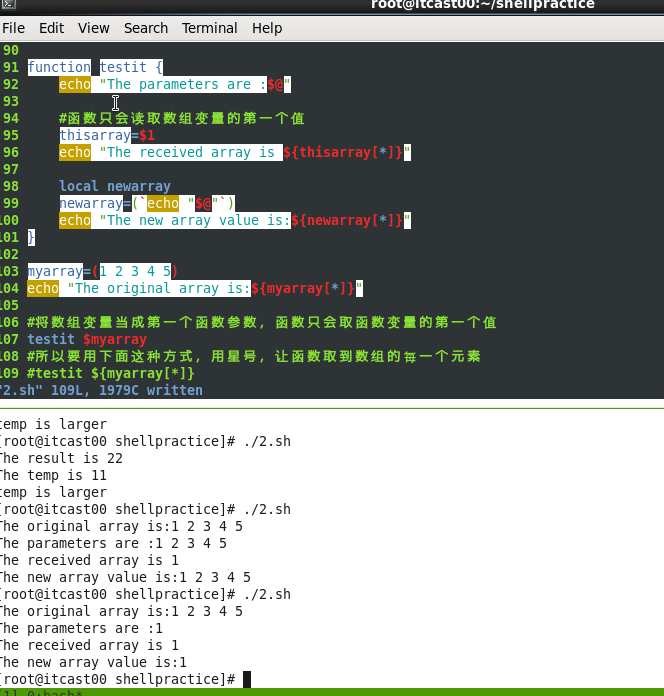 root@itcast00:~/shellpractice
File Edit View Search Terminal Help
90
91 function testit {
92     echo "The parameters are :$@"
93
94     #函数只会读取数组变量的第一个值
95     thisarray=$1
96     echo "The received array is ${thisarray[*]}"
97
98     local newarray
99     newarray=(`echo "$@"`)
100     echo "The new array value is:${newarray[*]}"
101 }
102
103 myarray=(1 2 3 4 5)
104 echo "The original array is:${myarray[*]}"
105
106 #将数组变量当成第一个函数参数，函数只会取函数变量的第一个值
107 testit $myarray
108 #所以要用下面这种方式，用星号，让函数取到数组的每一个元素
109 #testit ${myarray[*]}
"2.sh" 109L, 1979C written
temp is larger
[root@itcast00 shellpractice]# ./2.sh
The result is 22
The temp is 11
temp is larger
[root@itcast00 shellpractice]# ./2.sh
The original array is:1 2 3 4 5
The parameters are :1 2 3 4 5
The received array is 1
The new array value is:1 2 3 4 5
[root@itcast00 shellpractice]# ./2.sh
The original array is:1 2 3 4 5
The parameters are :1
The received array is 1
The new array value is:1
[root@itcast00 shellpractice]#
[1] 0:bash*